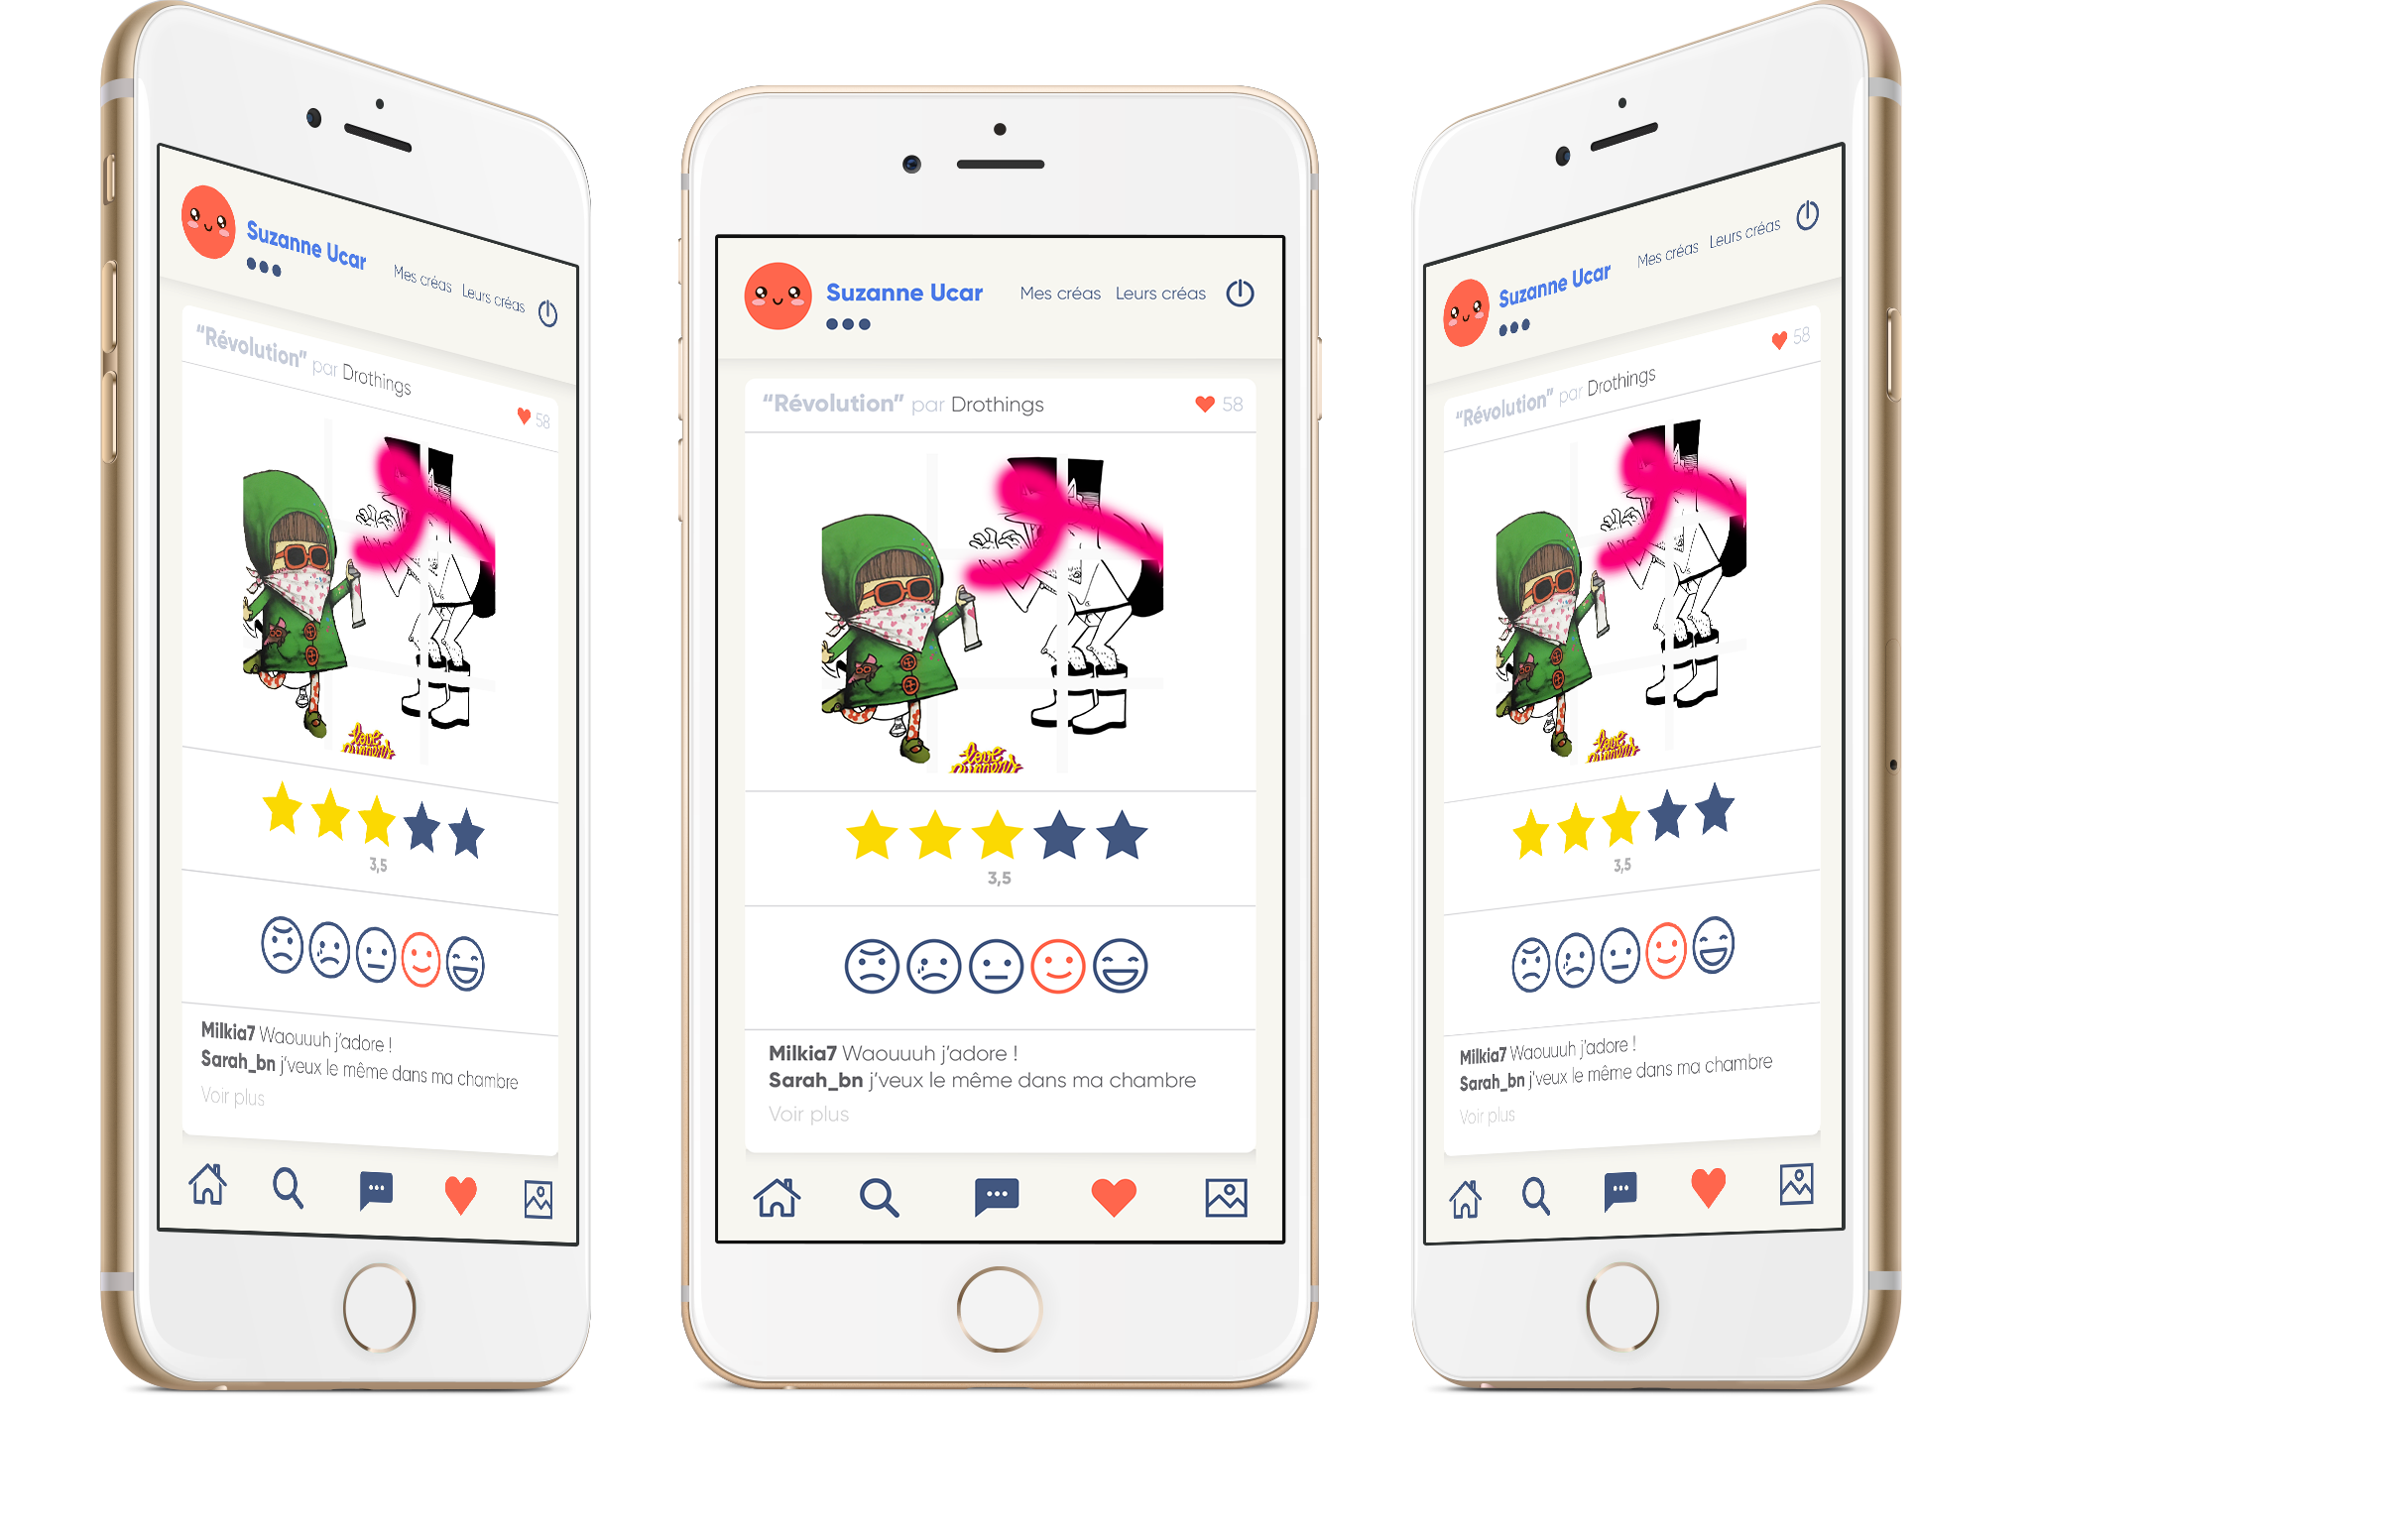 Suzanne Ucar
Mes créas Leurs créas
“Révolution” par Drothings
58
3,5
Milkia7 Waouuuh j’adore !
Sarah_bn j’veux le même dans ma chambre
Voir plus
Suzanne Ucar
Mes créas Leurs créas
“Révolution” par Drothings
58
love
3,5
Milkia7 Waouuuh j’adore !
Sarah_bn j’veux le même dans ma chambre
Voir plus
Suzanne Ucar
Mes créas Leurs créas
“Révolution” par Drothings
58
3,5
Milkia7 Waouuuh j’adore !
Sarah_bn j’veux le même dans ma chambre
Voir plus